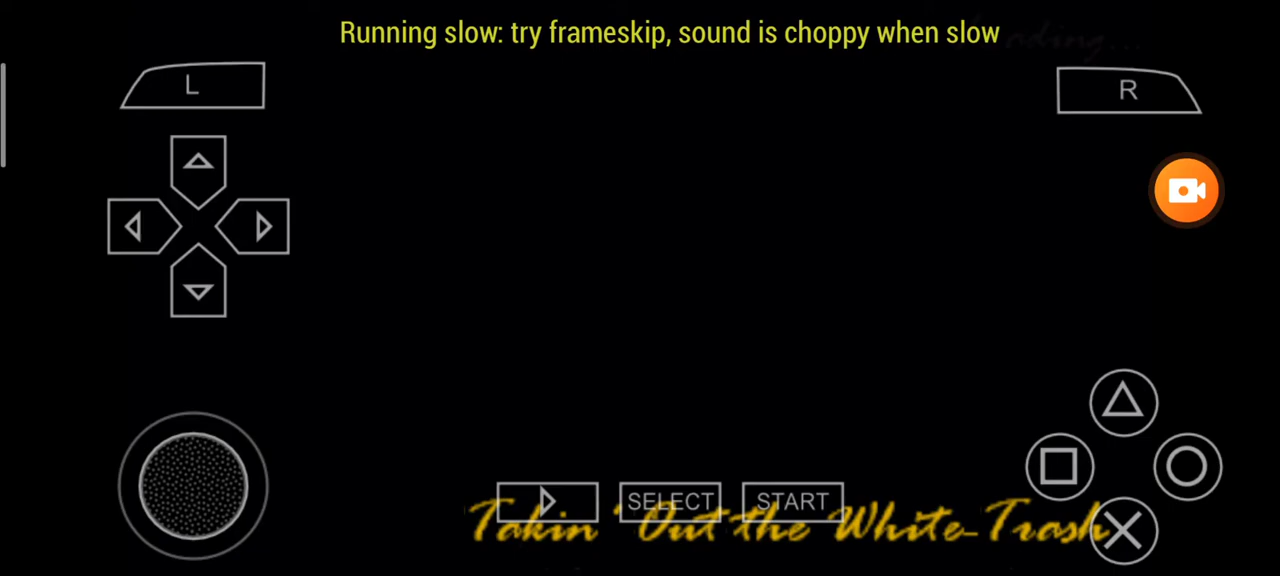 Running slow: try frameskip, sound is choppy when slow
L
R
SELECT
START
Takin' Out the White-Trash